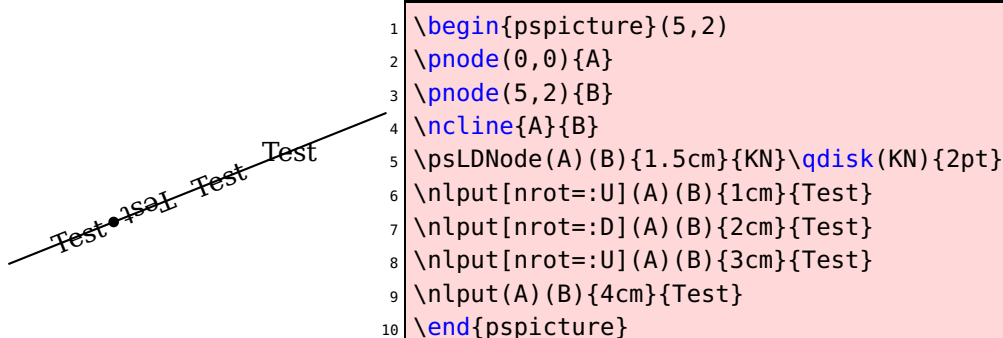 Test
Test
Test
Test
1 \begin{pspicture}(5,2)
2 \pnode(0,0){A}
3 \pnode(5,2){B}
4 \ncline{A}{B}
5 \psLDNode(A)(B){1.5cm}{KN}\qdisk(KN){2pt}
6 \nlput[nrot=:U](A)(B){1cm}{Test}
7 \nlput[nrot=:D](A)(B){2cm}{Test}
8 \nlput[nrot=:U](A)(B){3cm}{Test}
9 \nlput(A)(B){4cm}{Test}
10 \end{pspicture}